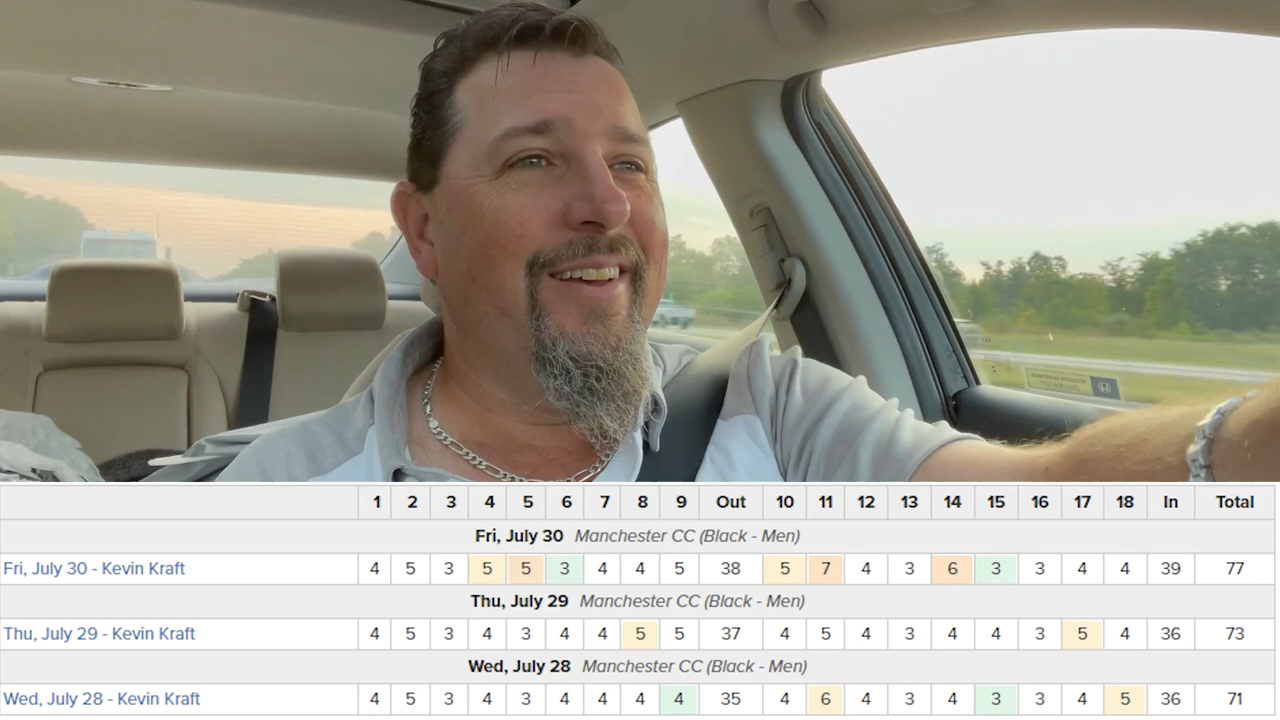 1 2 3 4 5 6 7 8 9 Out 10 11 12 13 14 15 16 17 18 In Total
Fri, July 30 Manchester CC (Black - Men)
Fri, July 30 - Kevin Kraft 4 5 3 5 5 3 4 4 5 38 5 7 4 3 6 3 3 4 4 39 77
Thu, July 29 Manchester CC (Black - Men)
Thu, July 29 - Kevin Kraft 4 5 3 4 3 4 4 5 5 37 4 5 4 3 4 4 3 5 4 36 73
Wed, July 28 Manchester CC (Black - Men)
Wed, July 28 - Kevin Kraft 4 5 3 4 3 4 4 4 4 35 4 6 4 3 4 3 3 4 5 36 71